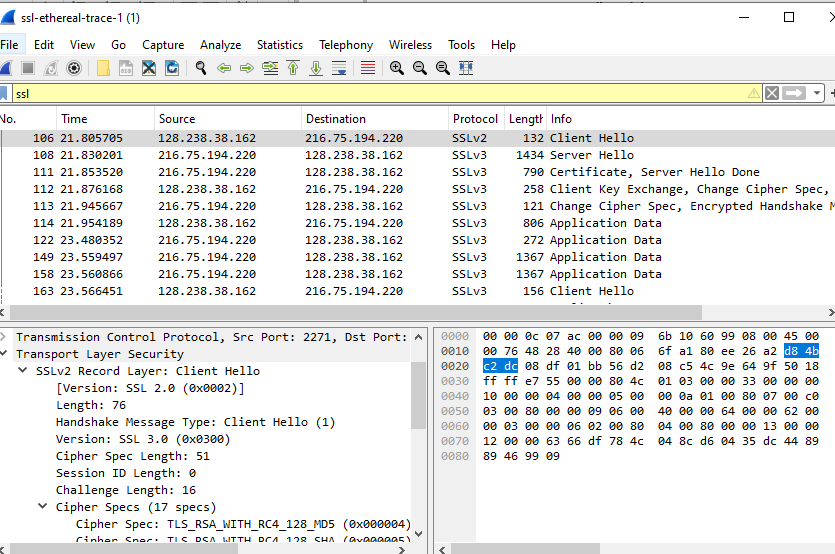 ssl-ethereal-trace-1 (1)
File Edit View Go Capture Analyze Statistics Telephony Wireless Tools Help
ssl
No. Time Source Destination Protocol Length Info
106 21.805705 128.238.38.162 216.75.194.220 SSLv2 132 Client Hello
108 21.830201 216.75.194.220 128.238.38.162 SSLv3 1434 Server Hello
111 21.853520 216.75.194.220 128.238.38.162 SSLv3 790 Certificate, Server Hello Done
112 21.876168 128.238.38.162 216.75.194.220 SSLv3 258 Client Key Exchange, Change Cipher Spec,
113 21.945667 216.75.194.220 128.238.38.162 SSLv3 121 Change Cipher Spec, Encrypted Handshake M
114 21.954189 128.238.38.162 216.75.194.220 SSLv3 806 Application Data
122 23.480352 216.75.194.220 128.238.38.162 SSLv3 272 Application Data
149 23.559497 216.75.194.220 128.238.38.162 SSLv3 1367 Application Data
158 23.560866 216.75.194.220 128.238.38.162 SSLv3 1367 Application Data
163 23.566451 128.238.38.162 216.75.194.220 SSLv3 156 Client Hello
Transmission Control Protocol, Src Port: 2271, Dst Port:
Transport Layer Security
SSLv2 Record Layer: Client Hello
[Version: SSL 2.0 (0x0002)]
Length: 76
Handshake Message Type: Client Hello (1)
Version: SSL 3.0 (0x0300)
Cipher Spec Length: 51
Session ID Length: 0
Challenge Length: 16
Cipher Specs (17 specs)
Cipher Spec: TLS_RSA_WITH_RC4_128_MD5 (0x000004)
Cipher Spec: TLS_RSA_WITH_RC4_128_SHA (0x000005)
0000 00 00 0c 07 ac 00 00 09 6b 10 60 99 08 00 45 00
0010 00 76 48 28 40 00 80 06 6f a1 80 ee 26 a2 d8 4b
0020 c2 dc 08 df 01 bb 56 d2 08 c5 4c 9e 64 9f 50 18
0030 ff ff e7 55 00 00 80 4c 01 03 00 00 33 00 00 00
0040 10 00 00 04 00 00 05 00 00 0a 01 00 80 07 00 c0
0050 03 00 80 00 00 09 06 00 40 00 00 64 00 00 62 00
0060 00 03 00 00 06 02 00 80 04 00 80 00 00 13 00 00
0070 12 00 00 63 66 df 78 4c 04 8c d6 04 35 dc 44 89
0080 89 46 99 09